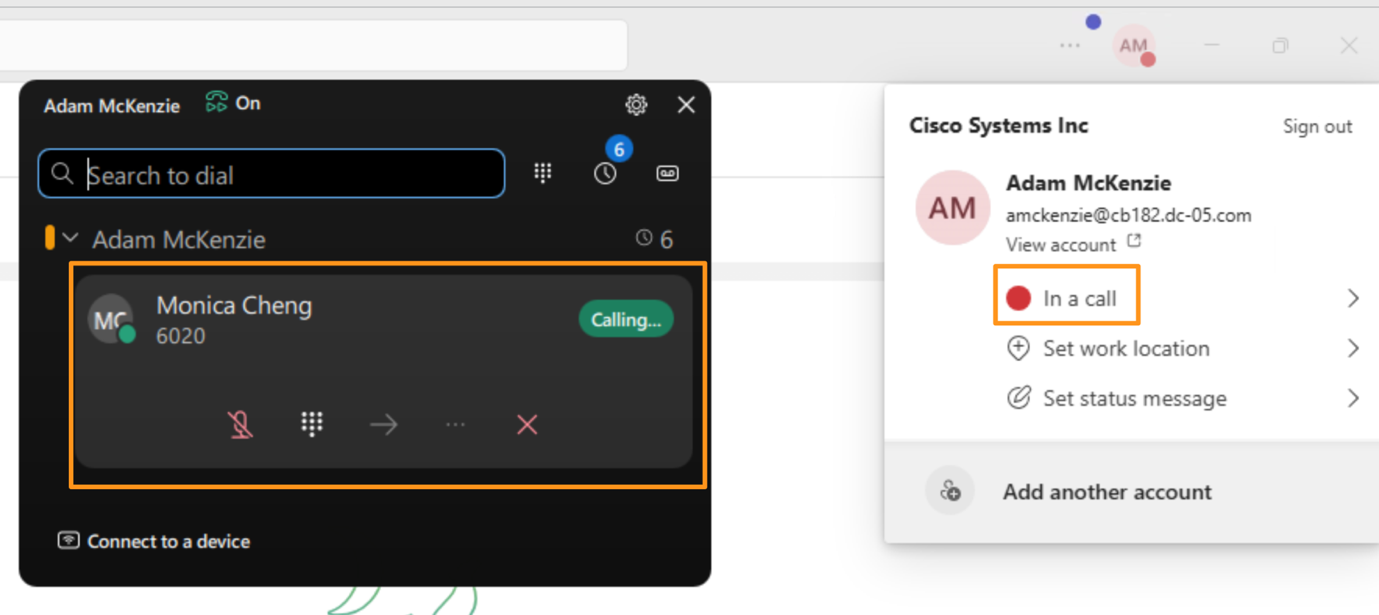 AM
Adam McKenzie On
6
Search to dial
Adam McKenzie 6
Monica Cheng
MC
6020
Calling...
Connect to a device
Cisco Systems Inc Sign out
AM
Adam McKenzie
amckenzie@cb182.dc-05.com
View account
In a call
Set work location
Set status message
Add another account